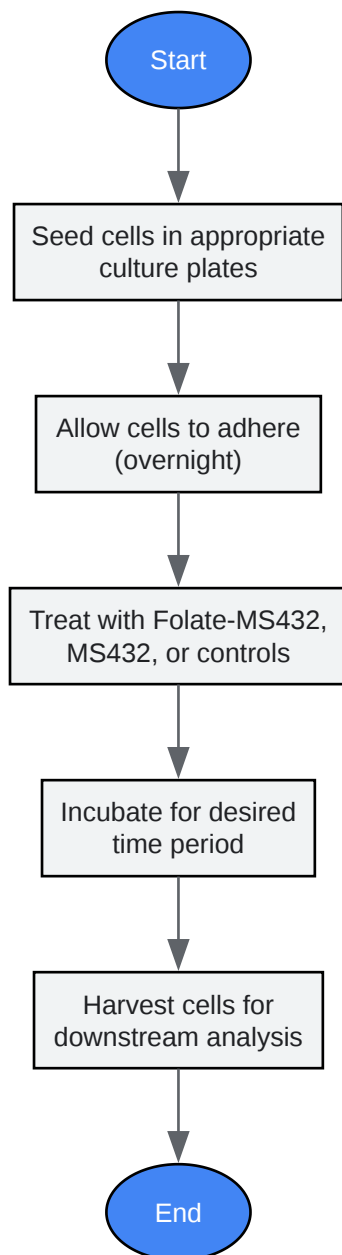 Start
Seed cells in appropriate
culture plates
Allow cells to adhere
(overnight)
Treat with Folate-MS432,
MS432, or controls
Incubate for desired
time period
Harvest cells for
downstream analysis
End